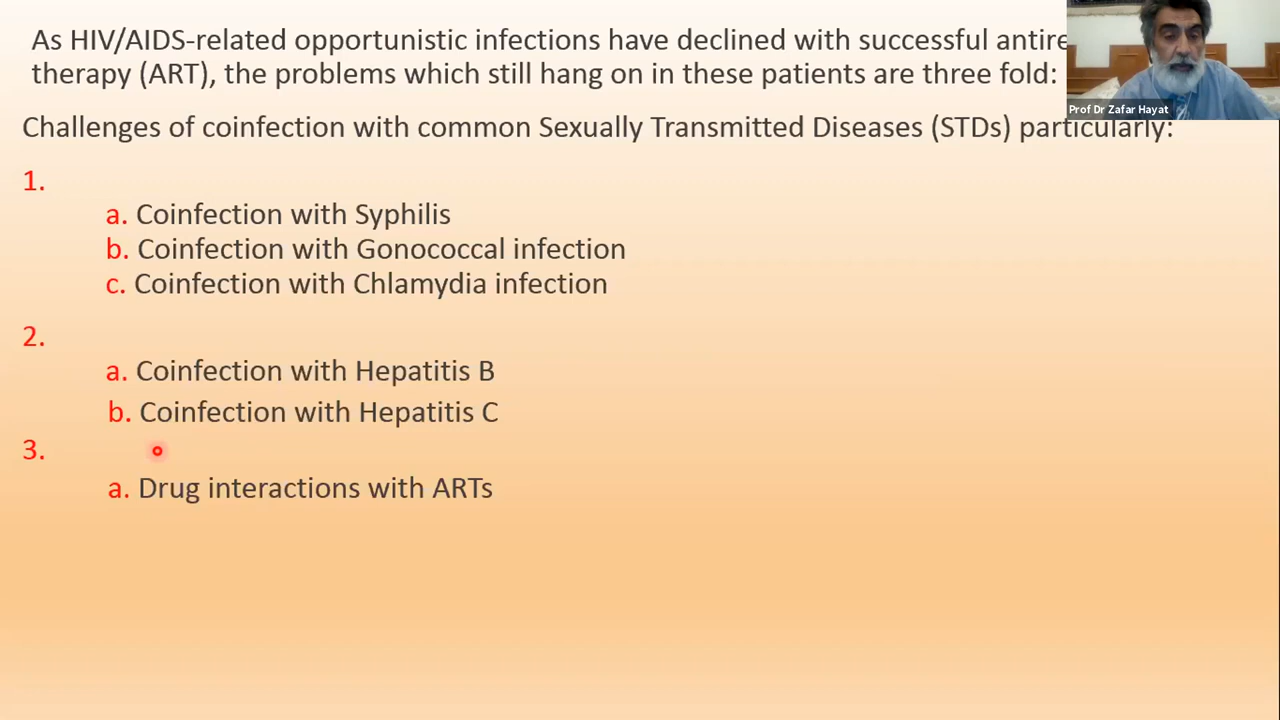 As HIV/AIDS-related opportunistic infections have declined with successful
therapy (ART), the problems which still hang on in these patients are three fold:
Prof Dr Zafar Hayat
Challenges of coinfection with common Sexually Transmitted Diseases (STDs) particularly:
1.
a. Coinfection with Syphilis
b. Coinfection with Gonococcal infection
c. Coinfection with Chlamydia infection
2.
a. Coinfection with Hepatitis B
b. Coinfection with Hepatitis C
3.
a. Drug interactions with ARTs